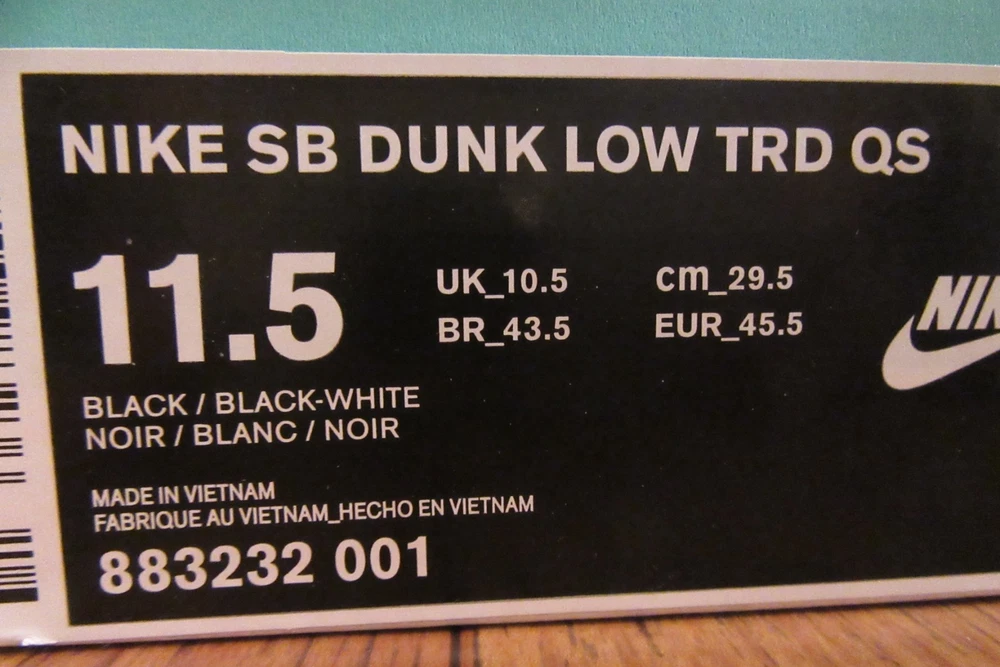 NIKE SB DUNK LOW TRD QS
11.5
UK_10.5 cm_29.5
BR_43.5 EUR_45.5
BLACK / BLACK-WHITE
NOIR / BLANC / NOIR
MADE IN VIETNAM
FABRIQUE AU VIETNAM_HECHO EN VIETNAM
883232 001